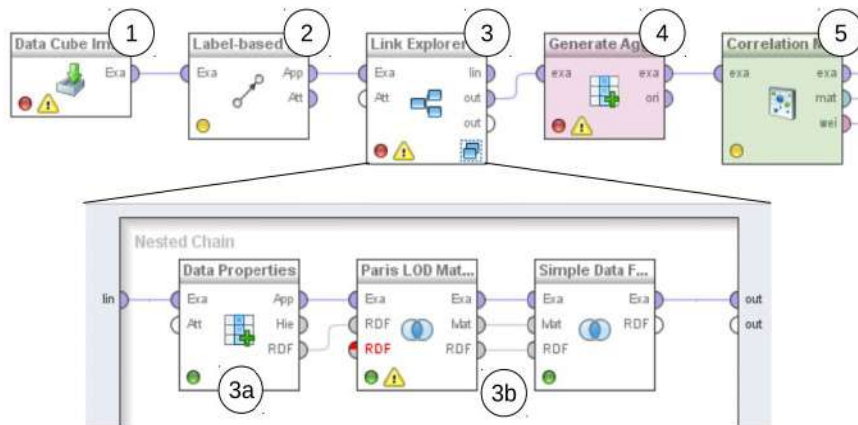 1
2
3
4
5
Data Cube Im
Label-based
Link Explorer
Generate Agg
Correlation M
Exa
Exa App
Att
Exa lin
Att out
out
exa exa
ori
exa exa
mat
wei
Nested Chain
Data Properties
Paris LOD Mat...
Simple Data F...
lin
Exa App
Att Hie
RDF
Exa Exa
RDF Mat
RDF RDF
Exa Exa
Mat RDF
RDF
out
out
3a
3b